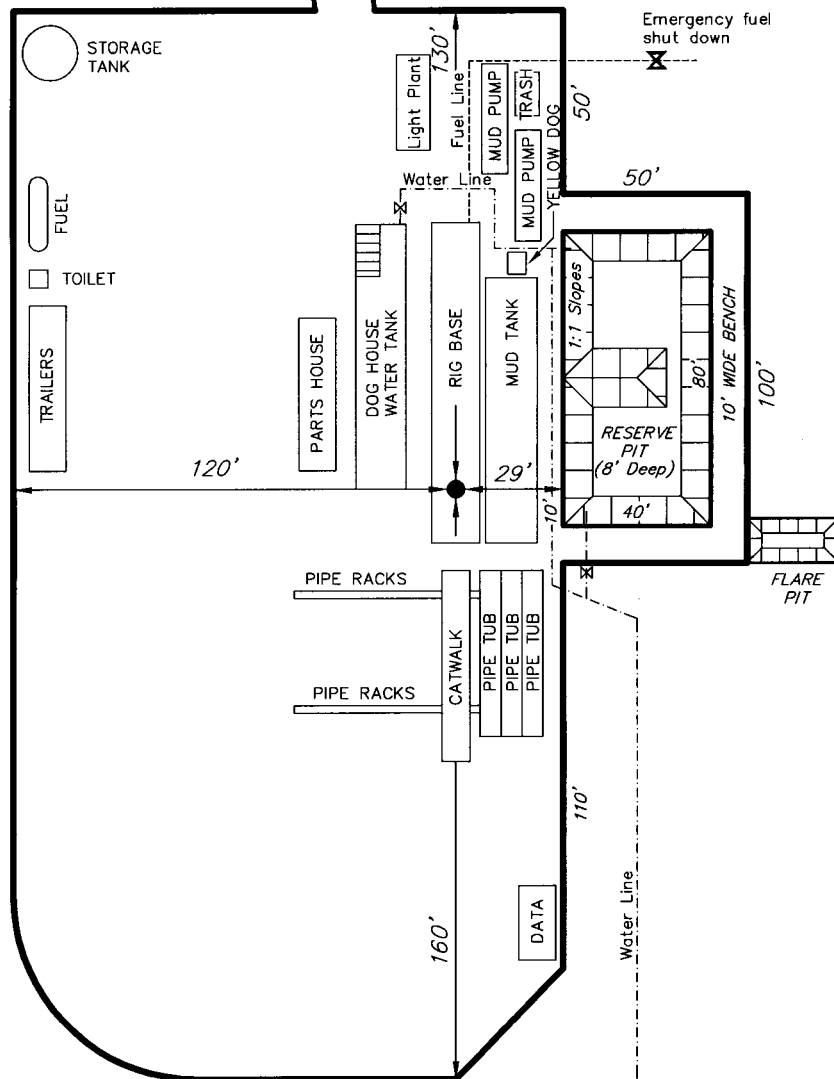 Emergency fuel
shut down
STORAGE
TANK
130'
Light Plant
Fuel Line
MUD PUMP
TRASH
50'
MUD PUMP
YELLOW DOG
Water Line
50'
FUEL
TOILET
TRAILERS
PARTS HOUSE
DOG HOUSE
WATER TANK
RIG BASE
MUD TANK
1:1 Slopes
80'
10' WIDE BENCH
100'
RESERVE
PIT
(8' Deep)
120'
29'
10'
40'
FLARE
PIT
PIPE RACKS
PIPE RACKS
CATWALK
PIPE TUB
PIPE TUB
PIPE TUB
110'
160'
DATA
Water Line